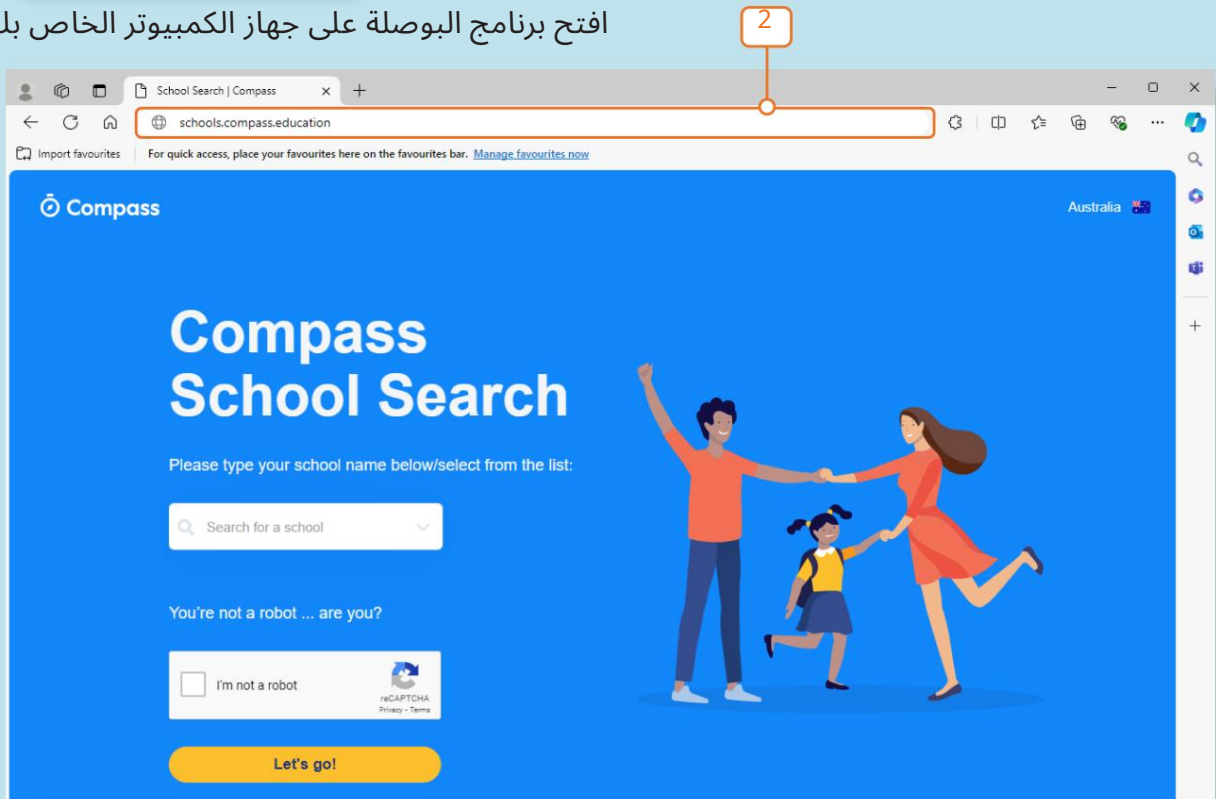 افتح برنامج البوصلة على جهاز الكمبيوتر الخاص
2
School Search | Compass
schools.compass.education
Import favourites
For quick access, place your favourites here on the favourites bar. Manage favourites now
Compass
Australia
Compass
School Search
Please type your school name below/select from the list:
Search for a school
You're not a robot ... are you?
I'm not a robot
reCAPTCHA
Privacy - Terms
Let's go!